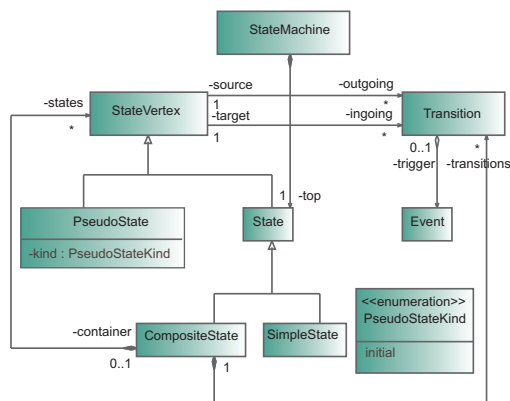 StateMachine
-source
-outgoing
-states
StateVertex
1
*
Transition
-target
-ingoing
*
1
*
*
0..1
-trigger
-transitions
1
-top
PseudoState
State
Event
-kind : PseudoStateKind
<<enumeration>>
PseudoStateKind
-container
CompositeState
SimpleState
initial
0..1
1